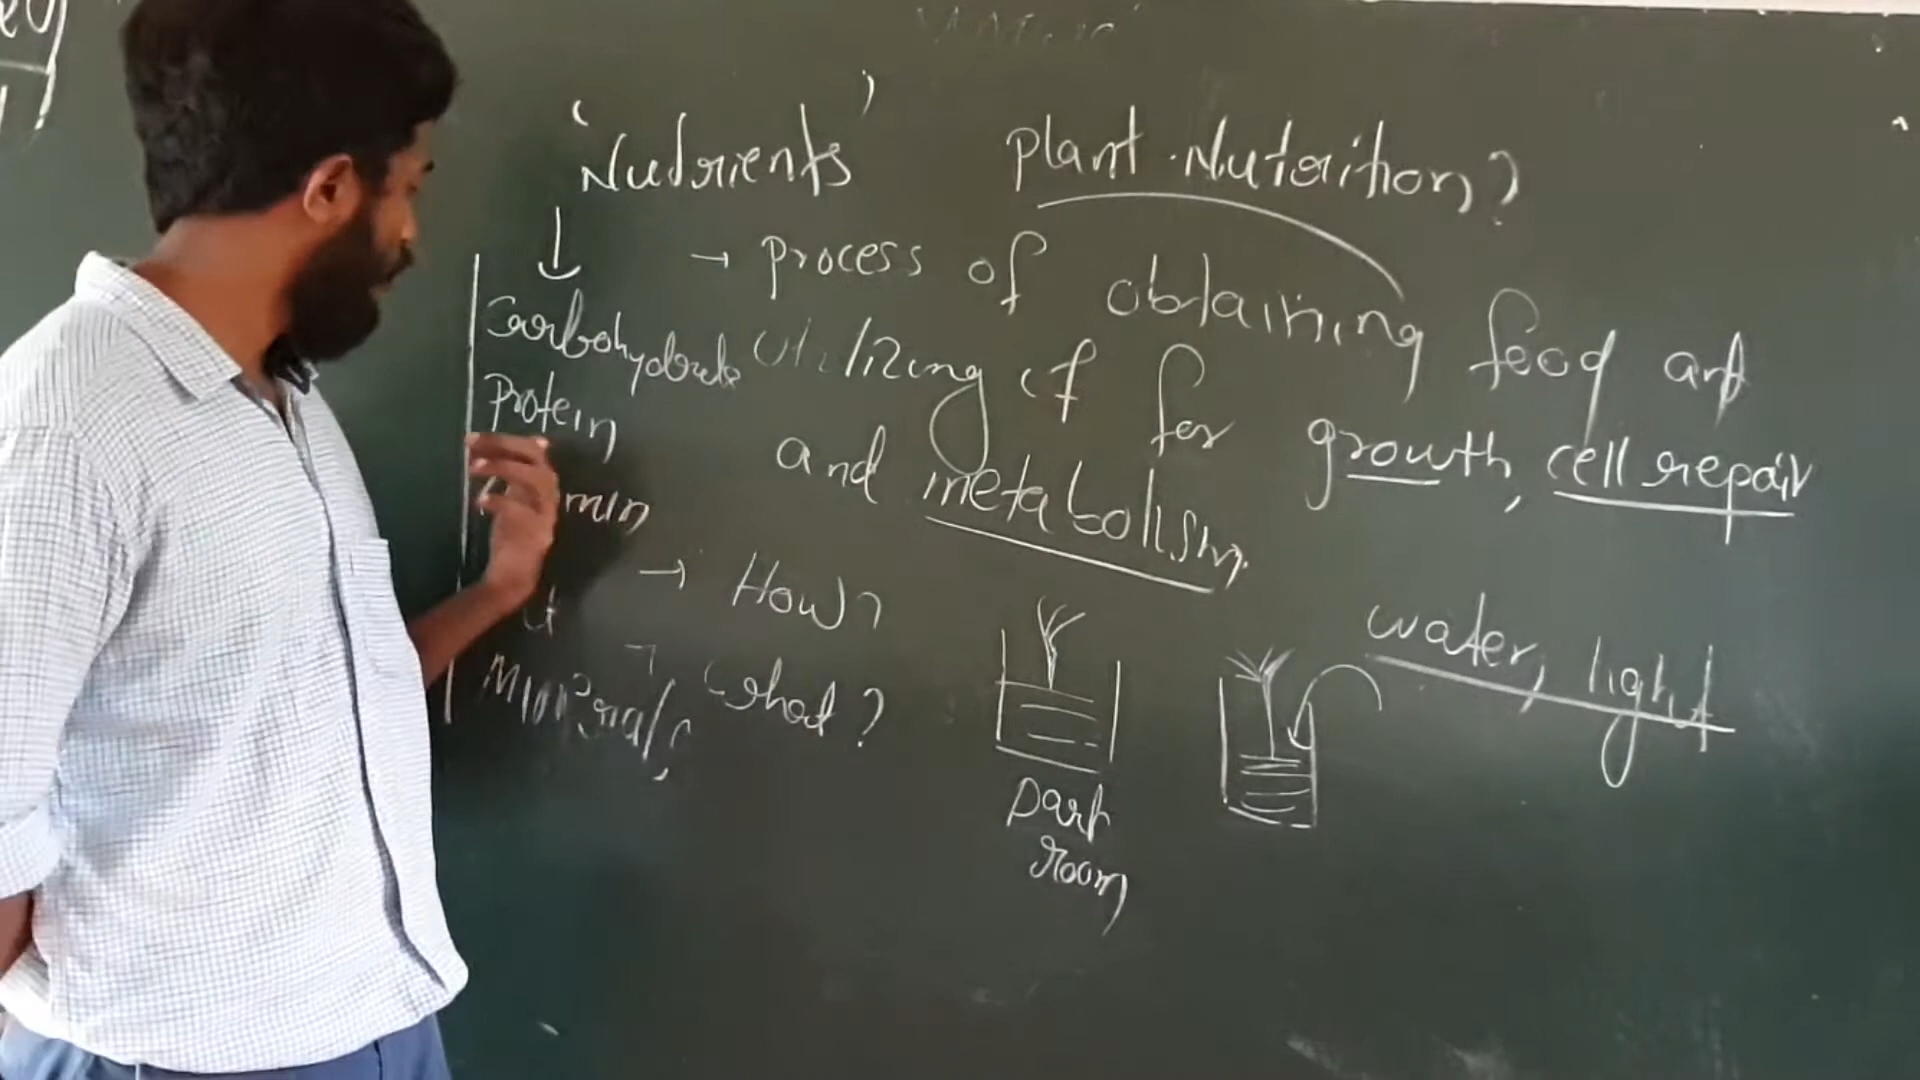 'Nutrients'
plant Nutrition?
→ process of obtaining food and
utilizing it for growth, cell repair
and metabolism.
Carbohydrate
Protein
min
Minerals
→ How?
→ what?
water, light
Dark
room